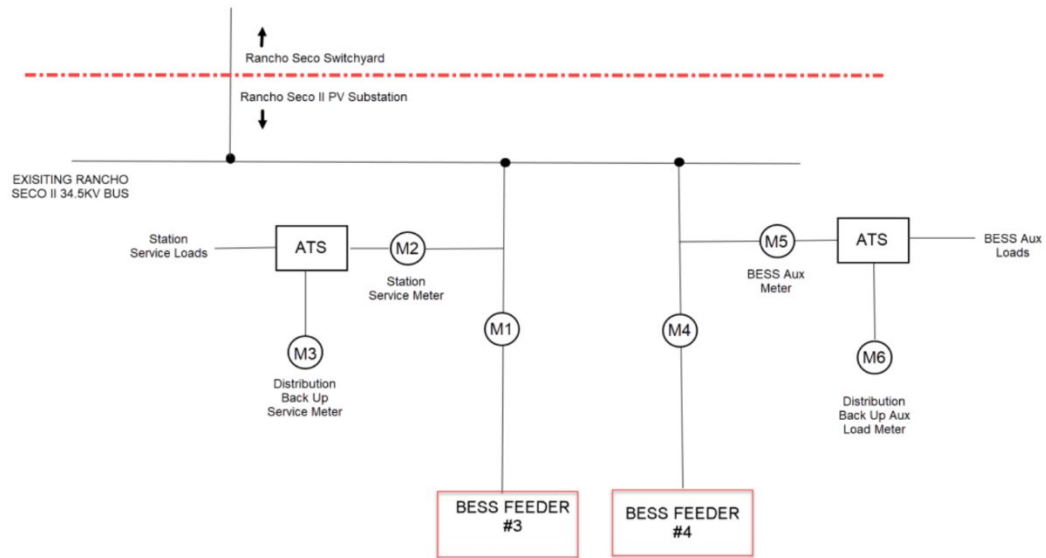 Rancho Seco Switchyard
Rancho Seco II PV Substation
EXISITING RANCHO
SECO II 34.5KV BUS
Station
Service Loads
ATS
M2
Station
Service Meter
M5
BESS Aux
Meter
ATS
BESS Aux
Loads
M1
M4
M3
Distribution
Back Up
Service Meter
M6
Distribution
Back Up Aux
Load Meter
BESS FEEDER
#3
BESS FEEDER
#4